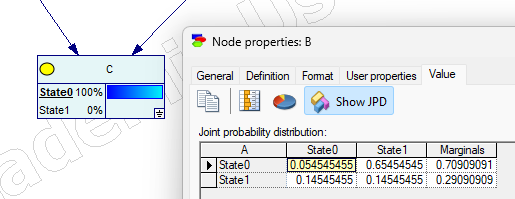 Node properties: B
General Definition Format User properties Value
Show JPD
Joint probability distribution:
A State0 State1 Marginals
State0 0.054545455 0.65454545 0.70909091
State1 0.14545455 0.14545455 0.29090909
C
State0 100%
State1 0%